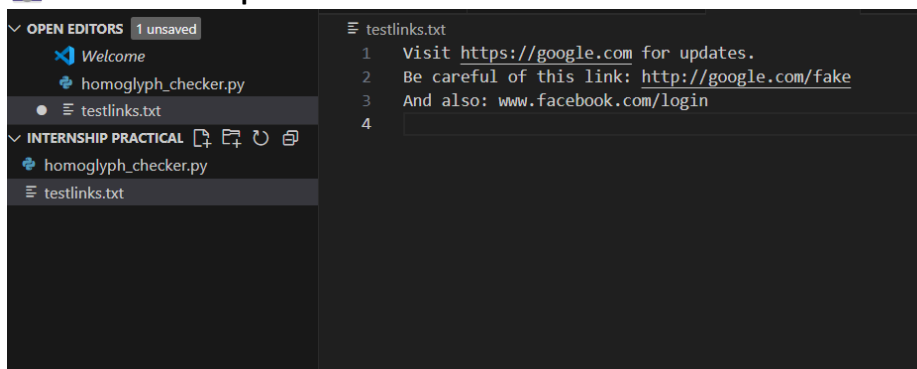 OPEN EDITORS 1 unsaved
Welcome
homoglyph_checker.py
testlinks.txt
INTERNSHIP PRACTICAL
homoglyph_checker.py
testlinks.txt
testlinks.txt
1 Visit https://google.com for updates.
2 Be careful of this link: http://google.com/fake
3 And also: www.facebook.com/login
4